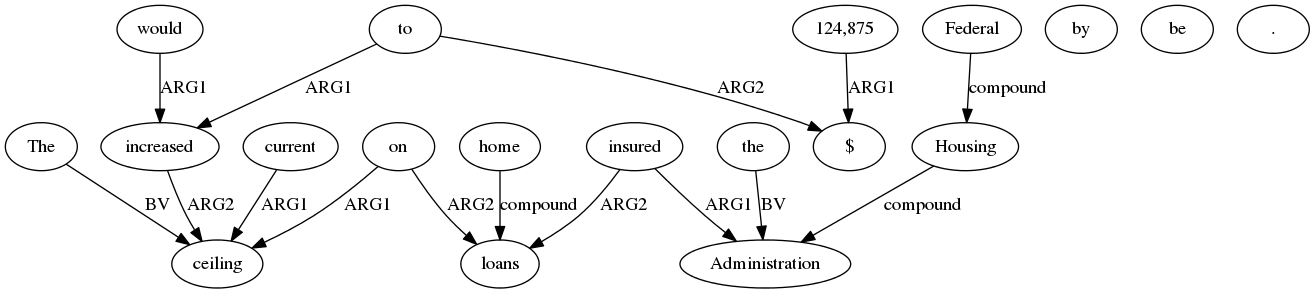 would to 124,875 Federal by be .
ARG1 ARG1 ARG2 ARG1 compound
The increased current on home insured the $ Housing
BV ARG2 ARG1 ARG1 ARG2 compound ARG2 ARG1 BV compound
ceiling loans Administration